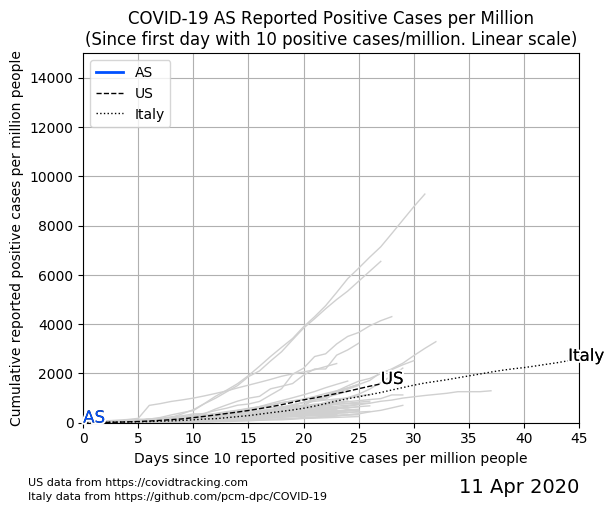 COVID-19 AS Reported Positive Cases per Million
(Since first day with 10 positive cases/million. Linear scale)
Cumulative reported positive cases per million people
14000
12000
10000
8000
6000
4000
2000
0
AS
US
Italy
Italy
US
AS
0 5 10 15 20 25 30 35 40 45
Days since 10 reported positive cases per million people
US data from https://covidtracking.com
Italy data from https://github.com/pcm-dpc/COVID-19
11 Apr 2020